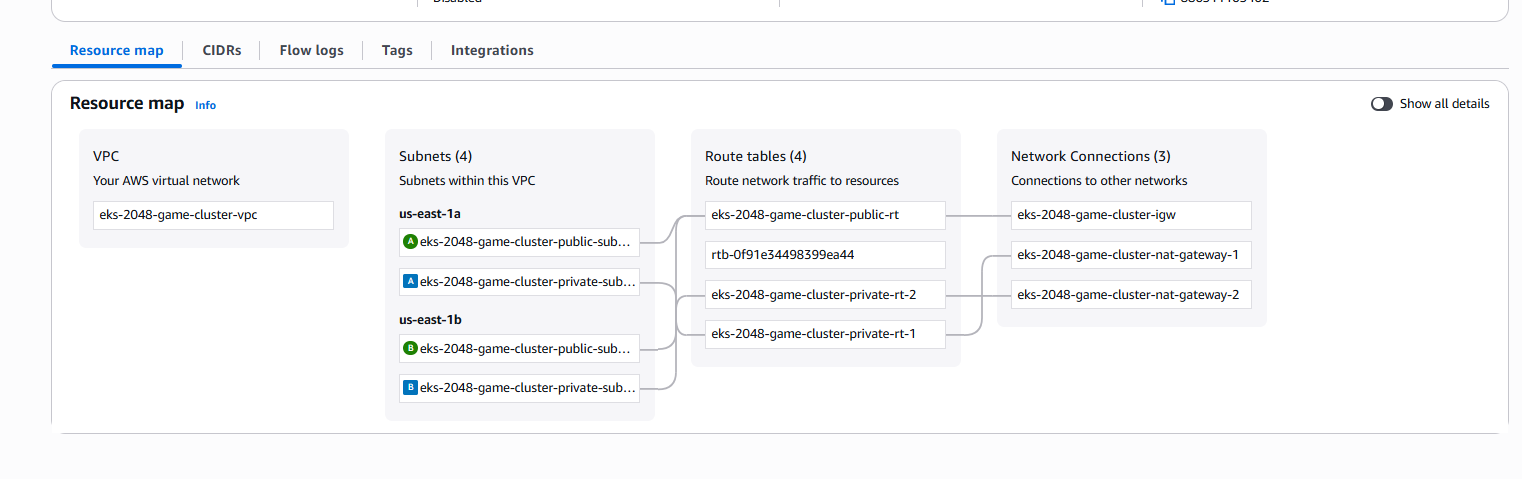 Resource map
CIDRs
Flow logs
Tags
Integrations
Resource map Info
Show all details
VPC
Your AWS virtual network
eks-2048-game-cluster-vpc
Subnets (4)
Subnets within this VPC
us-east-1a
A eks-2048-game-cluster-public-sub...
A eks-2048-game-cluster-private-sub...
us-east-1b
B eks-2048-game-cluster-public-sub...
B eks-2048-game-cluster-private-sub...
Route tables (4)
Route network traffic to resources
eks-2048-game-cluster-public-rt
rtb-0f91e34498399ea44
eks-2048-game-cluster-private-rt-2
eks-2048-game-cluster-private-rt-1
Network Connections (3)
Connections to other networks
eks-2048-game-cluster-igw
eks-2048-game-cluster-nat-gateway-1
eks-2048-game-cluster-nat-gateway-2